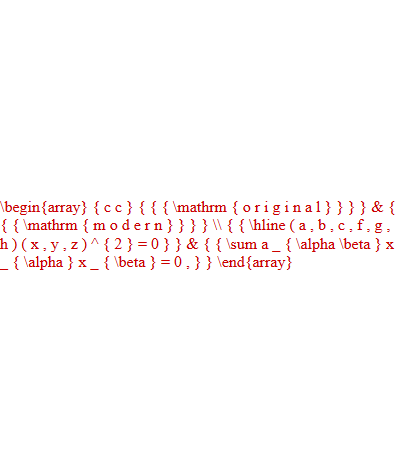 \begin{array} { c c } { { { \mathrm { o r i g i n a l } } } } & {
{ { \mathrm { m o d e r n } } } } \\ { { \hline ( a , b , c , f , g ,
h ) ( x , y , z ) ^ { 2 } = 0 } } & { { \sum a _ { \alpha \beta } x
_ { \alpha } x _ { \beta } = 0 , } } \end{array}